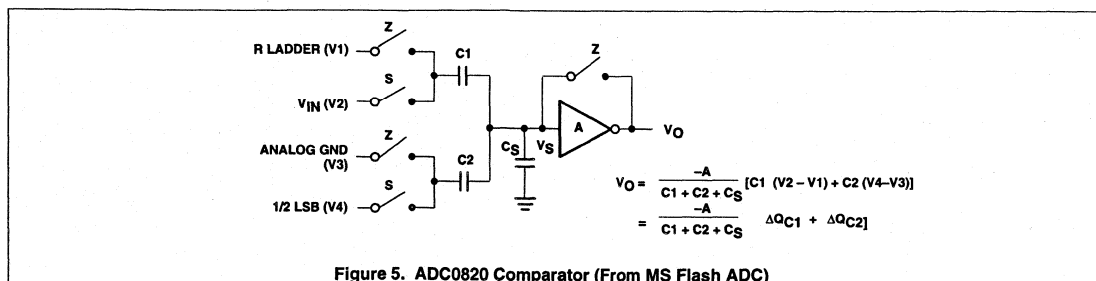 Z
R LADDER (V1)
C1
Z
S
VIN (V2)
A
VO
Z
CS
VS
ANALOG GND
(V3)
C2
S
1/2 LSB (V4)
VO = -A / C1 + C2 + CS [C1 (V2 – V1) + C2 (V4–V3)]
= -A / C1 + C2 + CS ΔQC1 + ΔQC2]
Figure 5. ADC0820 Comparator (From MS Flash ADC)